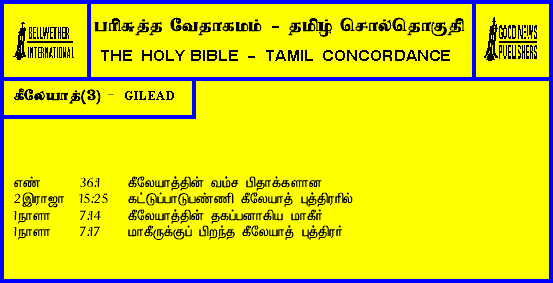 BELLWETHER
INTERNATIONAL
பரிசுத்த வேதாகமம் - தமிழ் சொல்தொகுதி
THE HOLY BIBLE - TAMIL CONCORDANCE
GOOD NEWS
PUBLISHERS
கீலேயாத்(3) - GILEAD
எண் 36:1 கீலேயாத்தின் வம்ச பிதாக்களான
2இராஜா 15:25 கட்டுப்பாடுபண்ணி கீலேயாத் புத்திரரில்
1நாளா 7:14 கீலேயாத்தின் தகப்பனாகிய மாகீர்
1நாளா 7:17 மாகீருக்குப் பிறந்த கீலேயாத் புத்திரர்